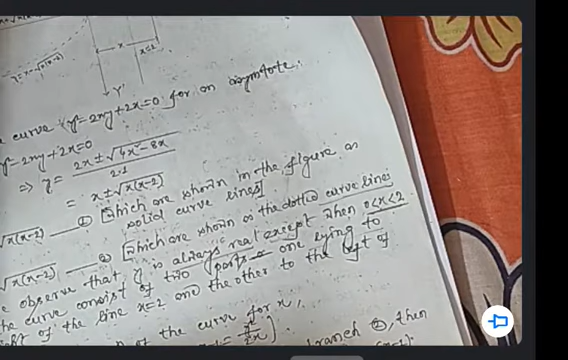 x
x=2
Y'
curve y²-2xy+2x=0 for an asymptote.
y²-2xy+2x=0
⇒ y = 2x±√4x²-8x / 2.1
= x±√x(x-2)
√x(x-2) —① [which are shown in the figure as
solid curve lines]
√x(x-2) —② [which are shown as the dotted curve lines
observe that y is always real except when 0<x<2
the curve consist of two parts one lying to
of the line x=2 and the other to the left of
of the curve for x,
branch ②, then